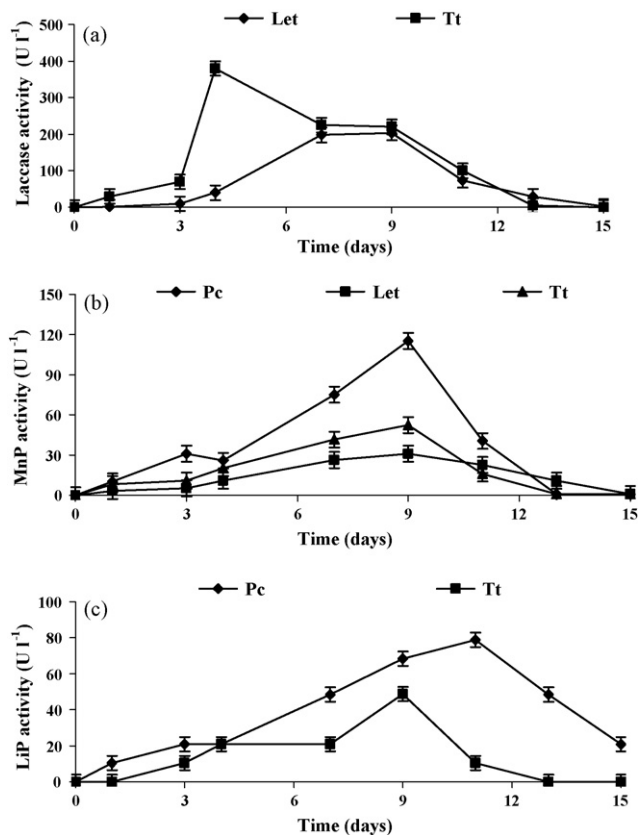 (a)
Let Tt
Laccase activity (U l⁻¹)
500
400
300
200
100
0
0 3 6 9 12 15
Time (days)
(b)
Pc Let Tt
MnP activity (U l⁻¹)
150
120
90
60
30
0
0 3 6 9 12 15
Time (days)
(c)
Pc Tt
LiP activity (U l⁻¹)
100
80
60
40
20
0
0 3 6 9 12 15
Time (days)